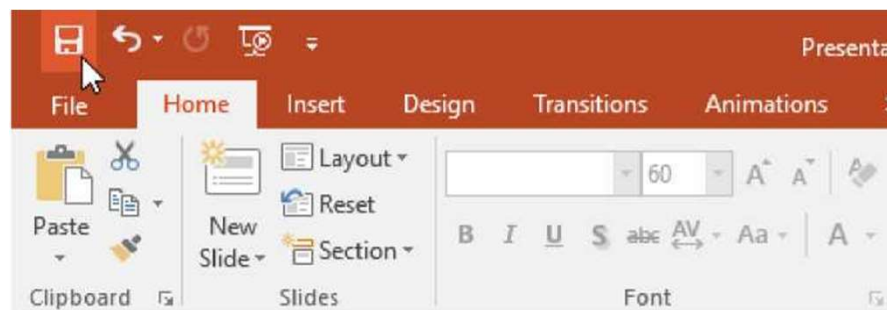 Presenta
File Home Insert Design Transitions Animations
Layout
60 A A A
Reset
Paste New
B I U S abc AV Aa A
Slide Section
Clipboard Slides Font